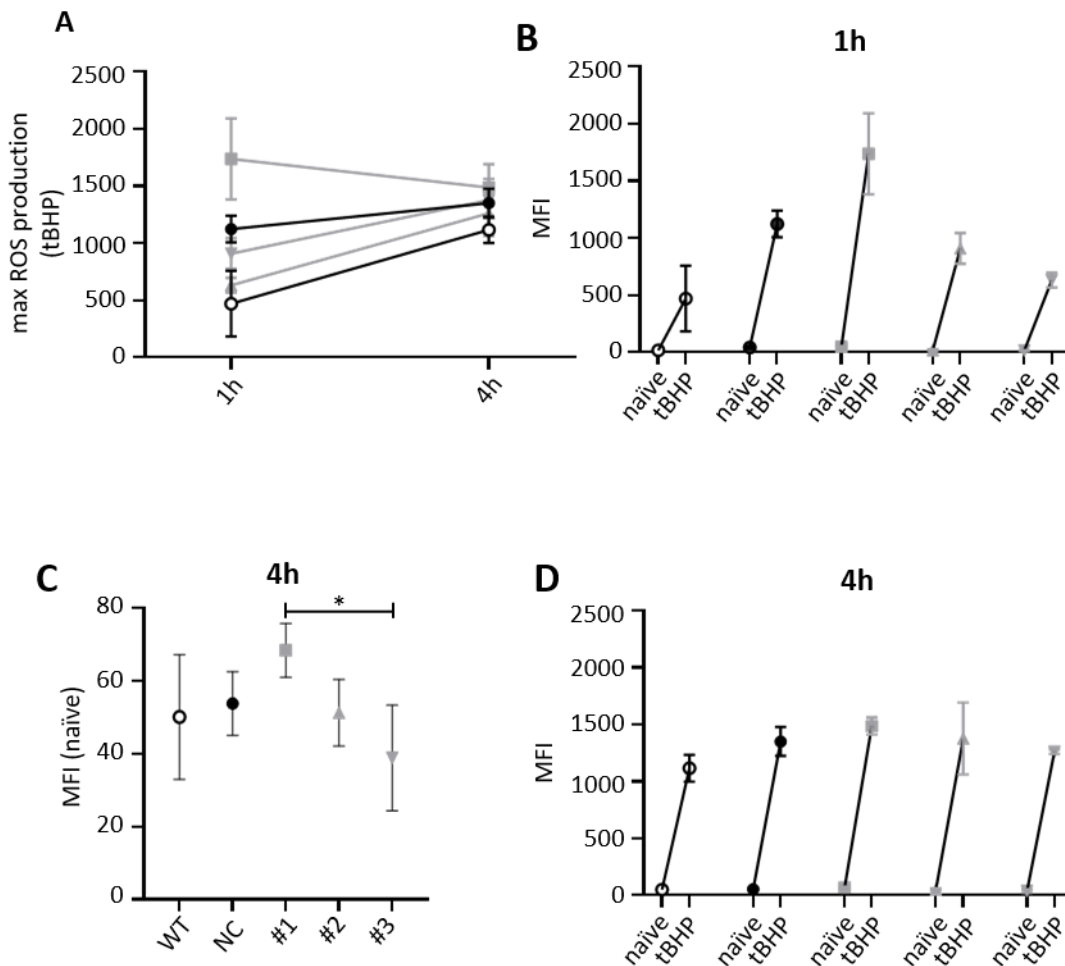 A
max ROS production
(tBHP)
2500
2000
1500
1000
500
0
1h
4h
B
1h
MFI
2500
2000
1500
1000
500
0
naïve
tBHP
naïve
tBHP
naïve
tBHP
naïve
tBHP
naïve
tBHP
C
4h
MFI (naïve)
80
60
40
20
0
*
WT
NC
#1
#2
#3
D
4h
MFI
2500
2000
1500
1000
500
0
naïve
tBHP
naïve
tBHP
naïve
tBHP
naïve
tBHP
naïve
tBHP